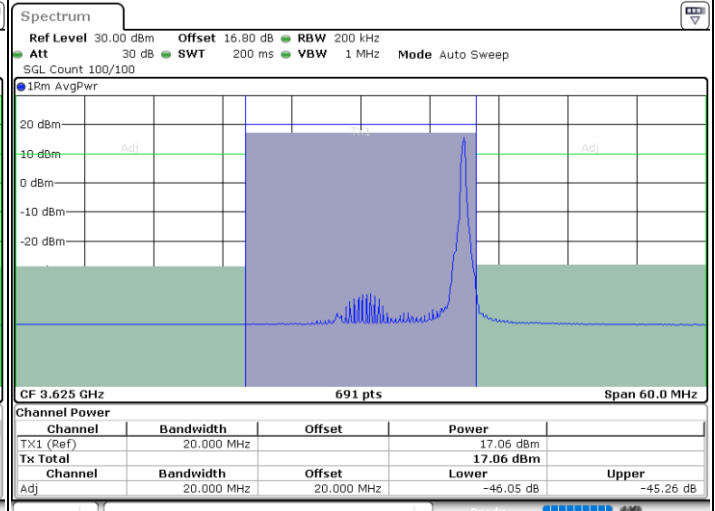 Spectrum
Ref Level 30.00 dBm Offset 16.80 dB RBW 200 kHz
Att 30 dB SWT 200 ms VBW 1 MHz Mode Auto Sweep
SGL Count 100/100
1Rm AvgPwr
20 dBm
TX1
Adj
Adj
10 dBm
0 dBm
-10 dBm
-20 dBm
CF 3.625 GHz 691 pts Span 60.0 MHz
Channel Power
Channel Bandwidth Offset Power
TX1 (Ref) 20.000 MHz 17.06 dBm
Tx Total 17.06 dBm
Channel Bandwidth Offset Lower Upper
Adj 20.000 MHz 20.000 MHz -46.05 dB -45.26 dB